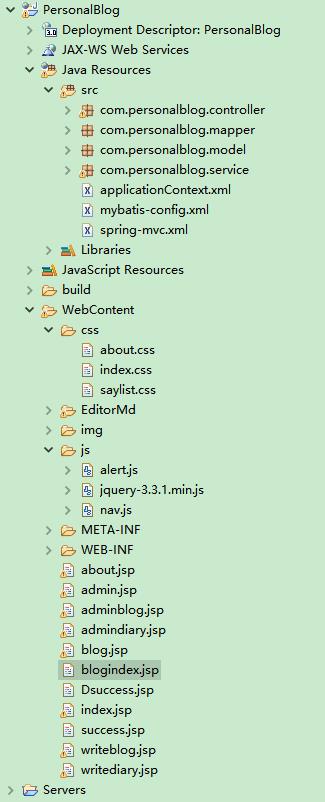 PersonalBlog
Deployment Descriptor: PersonalBlog
JAX-WS Web Services
Java Resources
src
com.personalblog.controller
com.personalblog.mapper
com.personalblog.model
com.personalblog.service
applicationContext.xml
mybatis-config.xml
spring-mvc.xml
Libraries
JavaScript Resources
build
WebContent
css
about.css
index.css
saylist.css
EditorMd
img
js
alert.js
jquery-3.3.1.min.js
nav.js
META-INF
WEB-INF
about.jsp
admin.jsp
adminblog.jsp
admindiary.jsp
blog.jsp
blogindex.jsp
Dsuccess.jsp
index.jsp
success.jsp
writeblog.jsp
writediary.jsp
Servers